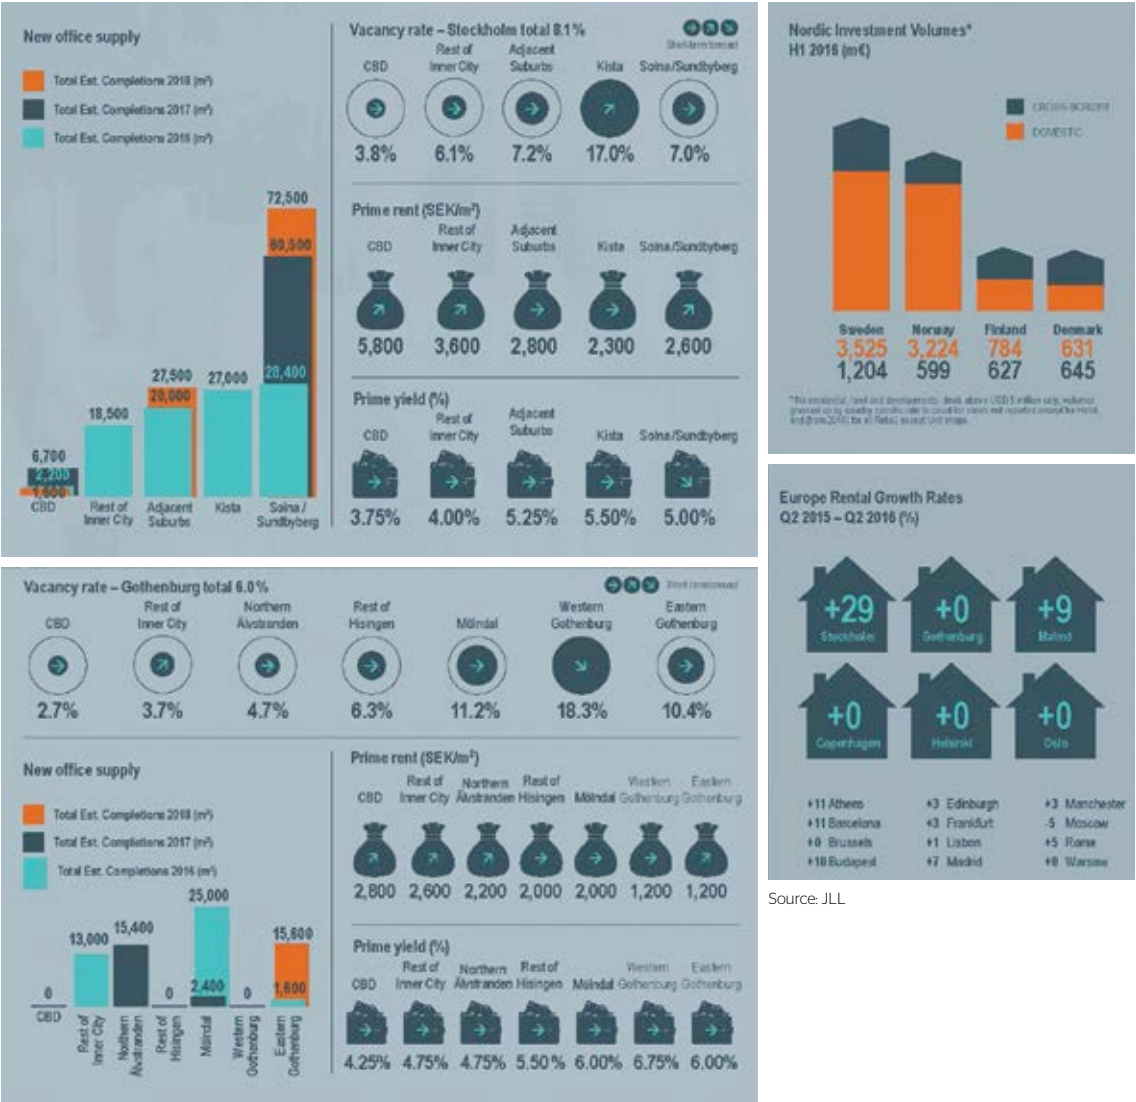 New office supply
Total Est. Completions 2018 (m²)
Total Est. Completions 2017 (m²)
Total Est. Completions 2016 (m²)
72,500
60,500
28,400
27,500
20,000
27,000
18,500
6,700
2,200
CBD
Rest of
Inner City
Adjacent
Suburbs
Kista
Solna /
Sundbyberg
Vacancy rate – Stockholm total 8.1%
Short-term forecast
CBD
Rest of
Inner City
Adjacent
Suburbs
Kista
Solna/Sundbyberg
3.8% 6.1% 7.2% 17.0% 7.0%
Prime rent (SEK/m²)
CBD
Rest of
Inner City
Adjacent
Suburbs
Kista
Solna/Sundbyberg
5,800 3,600 2,800 2,300 2,600
Prime yield (%)
CBD
Rest of
Inner City
Adjacent
Suburbs
Kista
Solna/Sundbyberg
3.75% 4.00% 5.25% 5.50% 5.00%
Nordic Investment Volumes*
H1 2016 (m€)
CROSS-BORDER
DOMESTIC
Sweden Norway Finland Denmark
3,525 3,224 784 631
1,204 599 627 645
Europe Rental Growth Rates
Q2 2015 – Q2 2016 (%)
+29
Stockholm
+0
Gothenburg
+9
Malmö
+0
Copenhagen
+0
Helsinki
+0
Oslo
+11 Athens
+11 Barcelona
Brussels
Budapest
+3 Edinburgh
+3 Frankfurt
+1 Lisbon
+7 Madrid
+3 Manchester
-5 Moscow
+5 Rome
Warsaw
Source: JLL
Vacancy rate – Gothenburg total 6.0%
Short-term forecast
CBD
Rest of
Inner City
Northern
Älvstranden
Rest of
Hisingen
Mölndal
Western
Gothenburg
Eastern
Gothenburg
2.7% 3.7% 4.7% 6.3% 11.2% 18.3% 10.4%
New office supply
Total Est. Completions 2018 (m²)
Total Est. Completions 2017 (m²)
Total Est. Completions 2016 (m²)
0
13,000
15,400
0
25,000
2,400
0
15,600
1,600
CBD
Rest of
Inner City
Northern
Älvstranden
Rest of
Hisingen
Mölndal
Western
Gothenburg
Eastern
Gothenburg
Prime rent (SEK/m²)
CBD
Rest of
Inner City
Northern
Älvstranden
Rest of
Hisingen
Mölndal
Western
Gothenburg
Eastern
Gothenburg
2,800 2,600 2,200 2,000 2,000 1,200 1,200
Prime yield (%)
CBD
Rest of
Inner City
Northern
Älvstranden
Rest of
Hisingen
Mölndal
Western
Gothenburg
Eastern
Gothenburg
4.25% 4.75% 4.75% 5.50% 6.00% 6.75% 6,00%